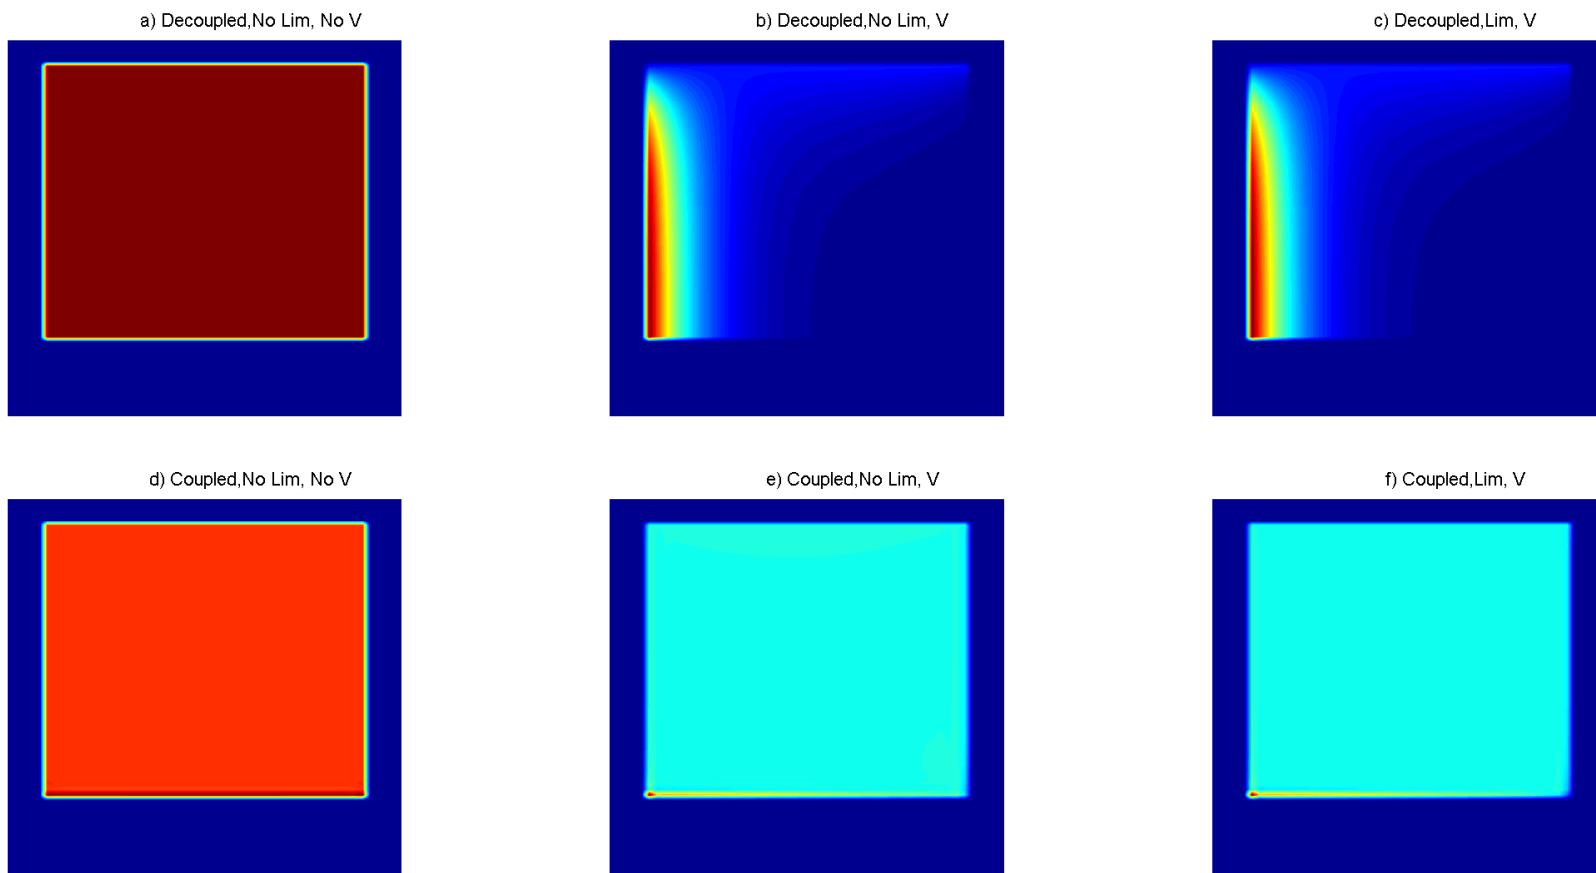 a) Decoupled,No Lim, No V
b) Decoupled,No Lim, V
c) Decoupled,Lim, V
d) Coupled,No Lim, No V
e) Coupled,No Lim, V
f) Coupled,Lim, V